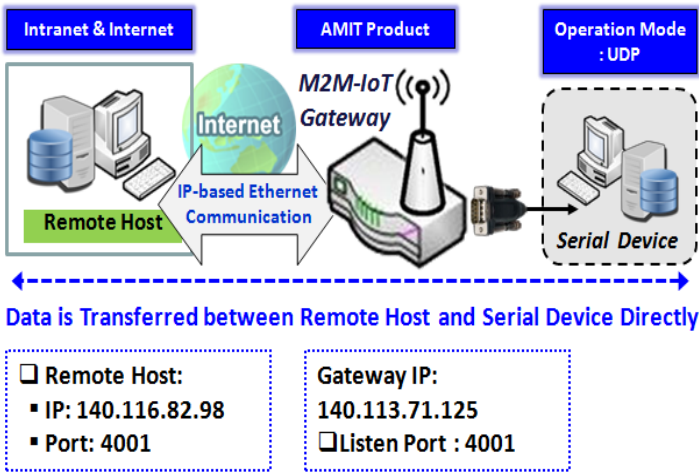 Intranet & Internet
AMIT Product
Operation Mode
: UDP
M2M-IoT
Gateway
Internet
IP-based Ethernet
Communication
Remote Host
Serial Device
Data is Transferred between Remote Host and Serial Device Directly
❑ Remote Host:
▪ IP: 140.116.82.98
▪ Port: 4001
Gateway IP:
140.113.71.125
❑Listen Port : 4001